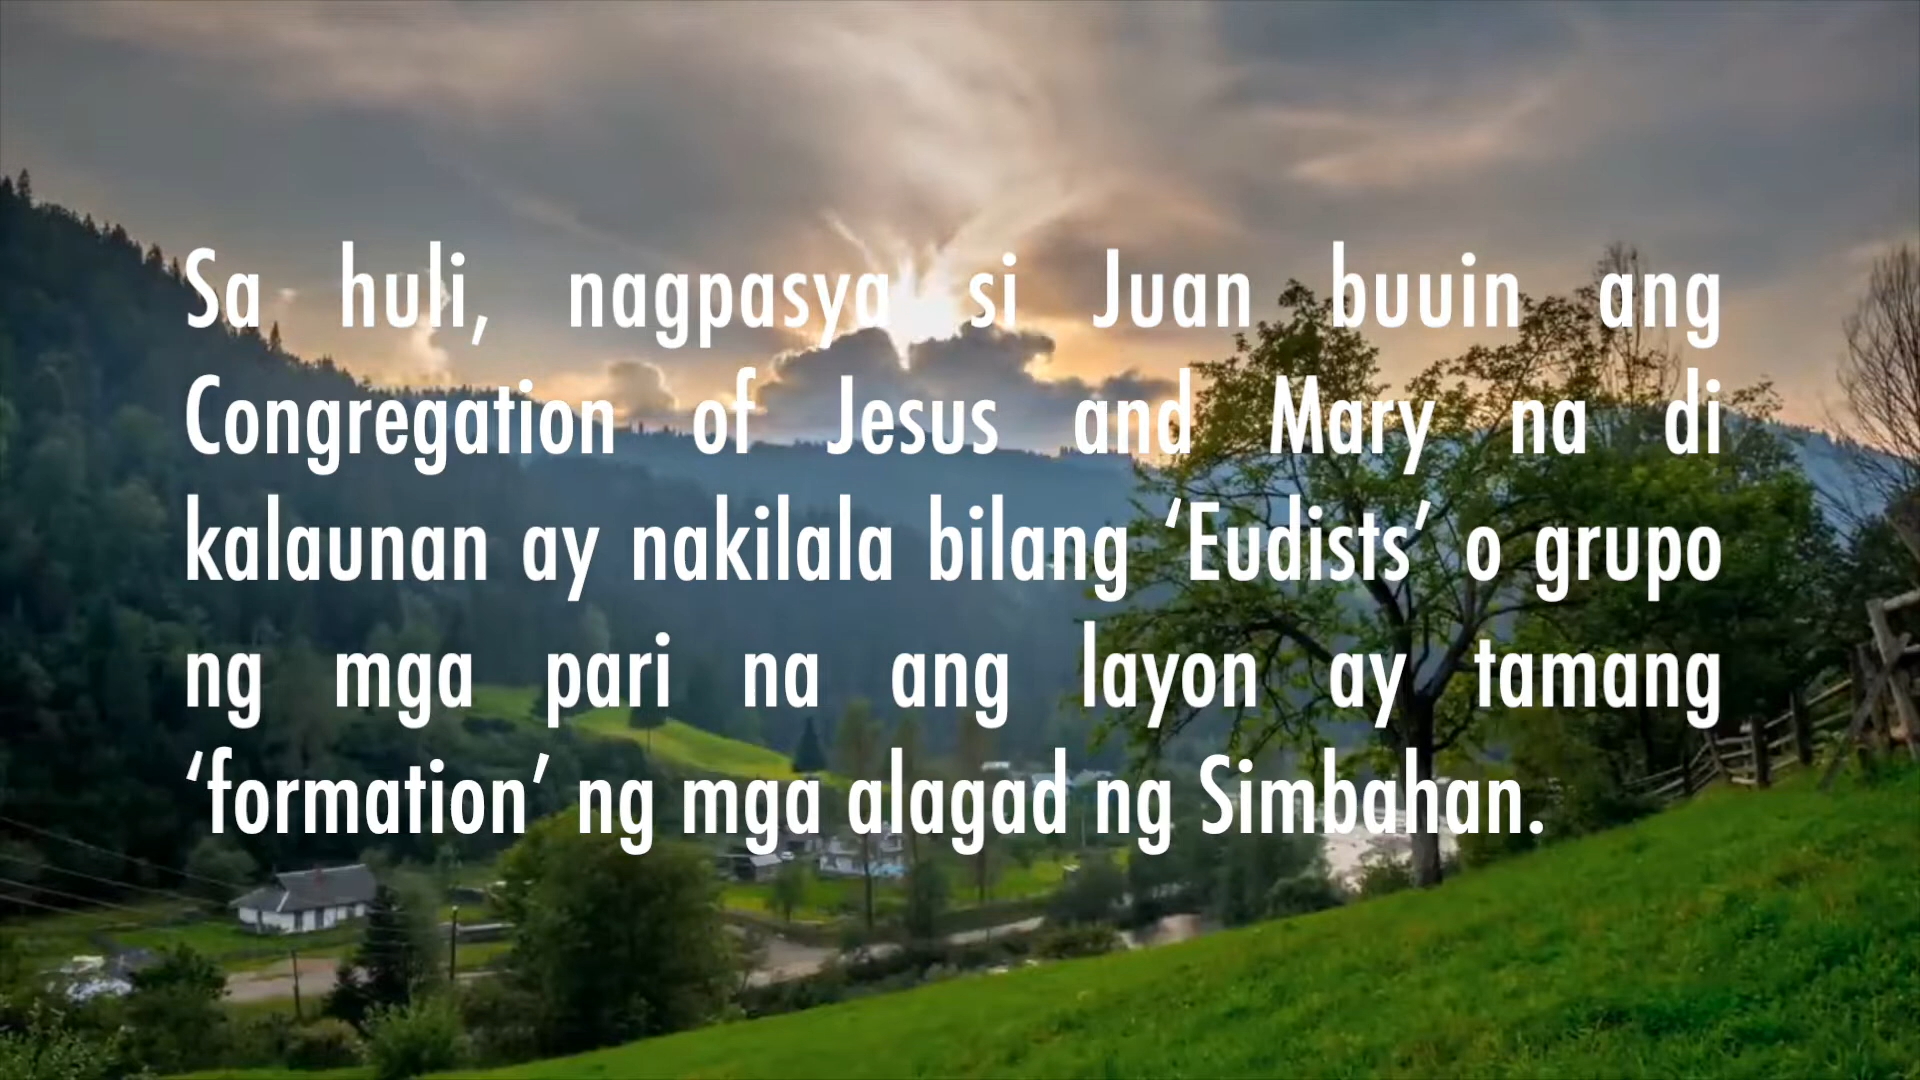 Sa huli, nagpasya si Juan buuin ang
Congregation of Jesus and Mary na di
kalaunan ay nakilala bilang ‘Eudists’ o grupo
ng mga pari na ang layon ay tamang
‘formation’ ng mga alagad ng Simbahan.